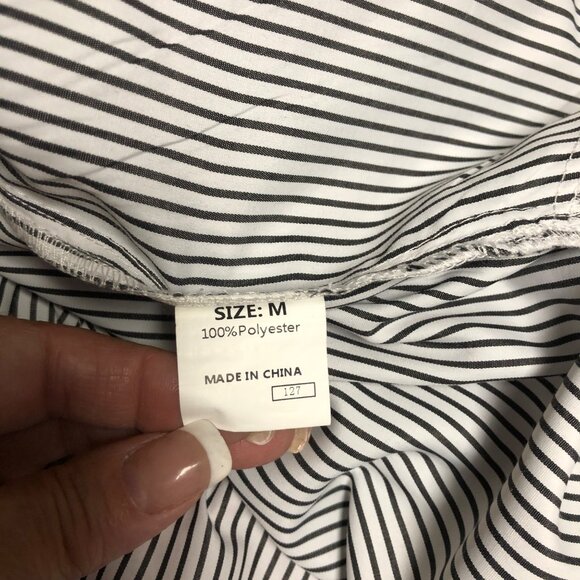 SIZE: M
100%Polyester
MADE IN CHINA
127